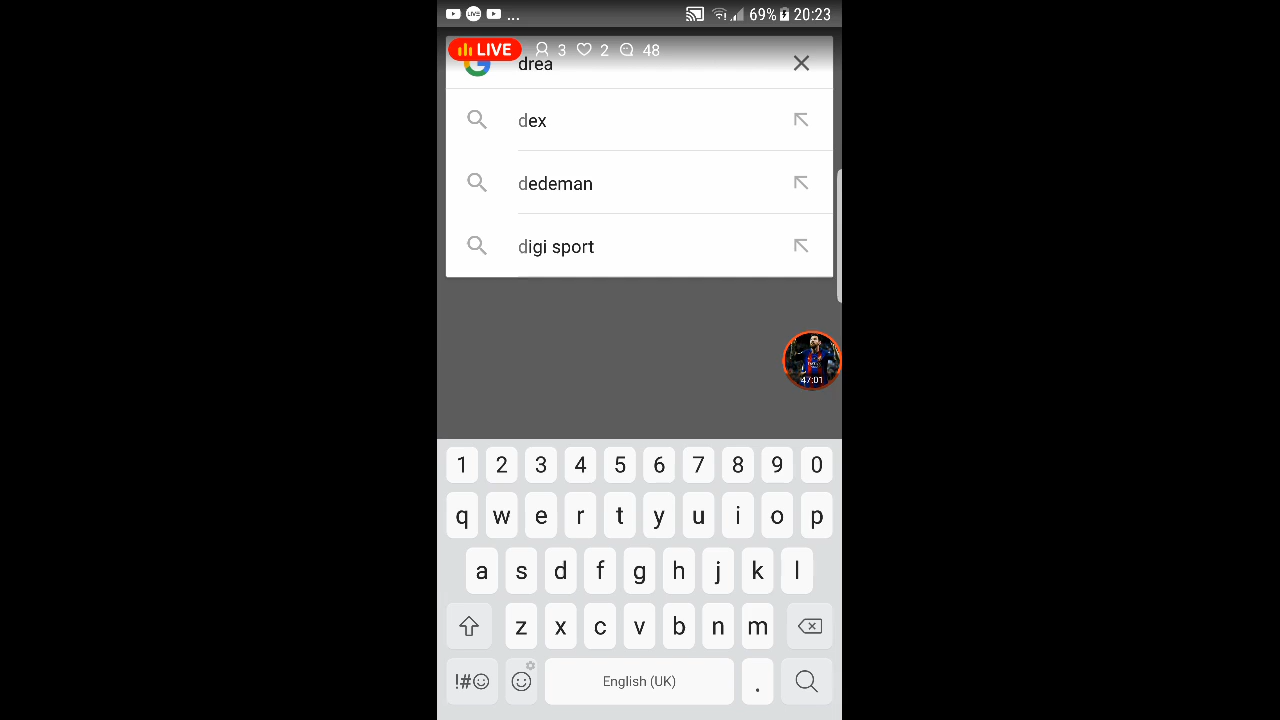 ... 69% 20:23
LIVE 3 2 48
drea
dex
dedeman
digi sport
47:01
1 2 3 4 5 6 7 8 9 0
q w e r t y u i o p
a s d f g h j k l
z x c v b n m
!# English (UK) .